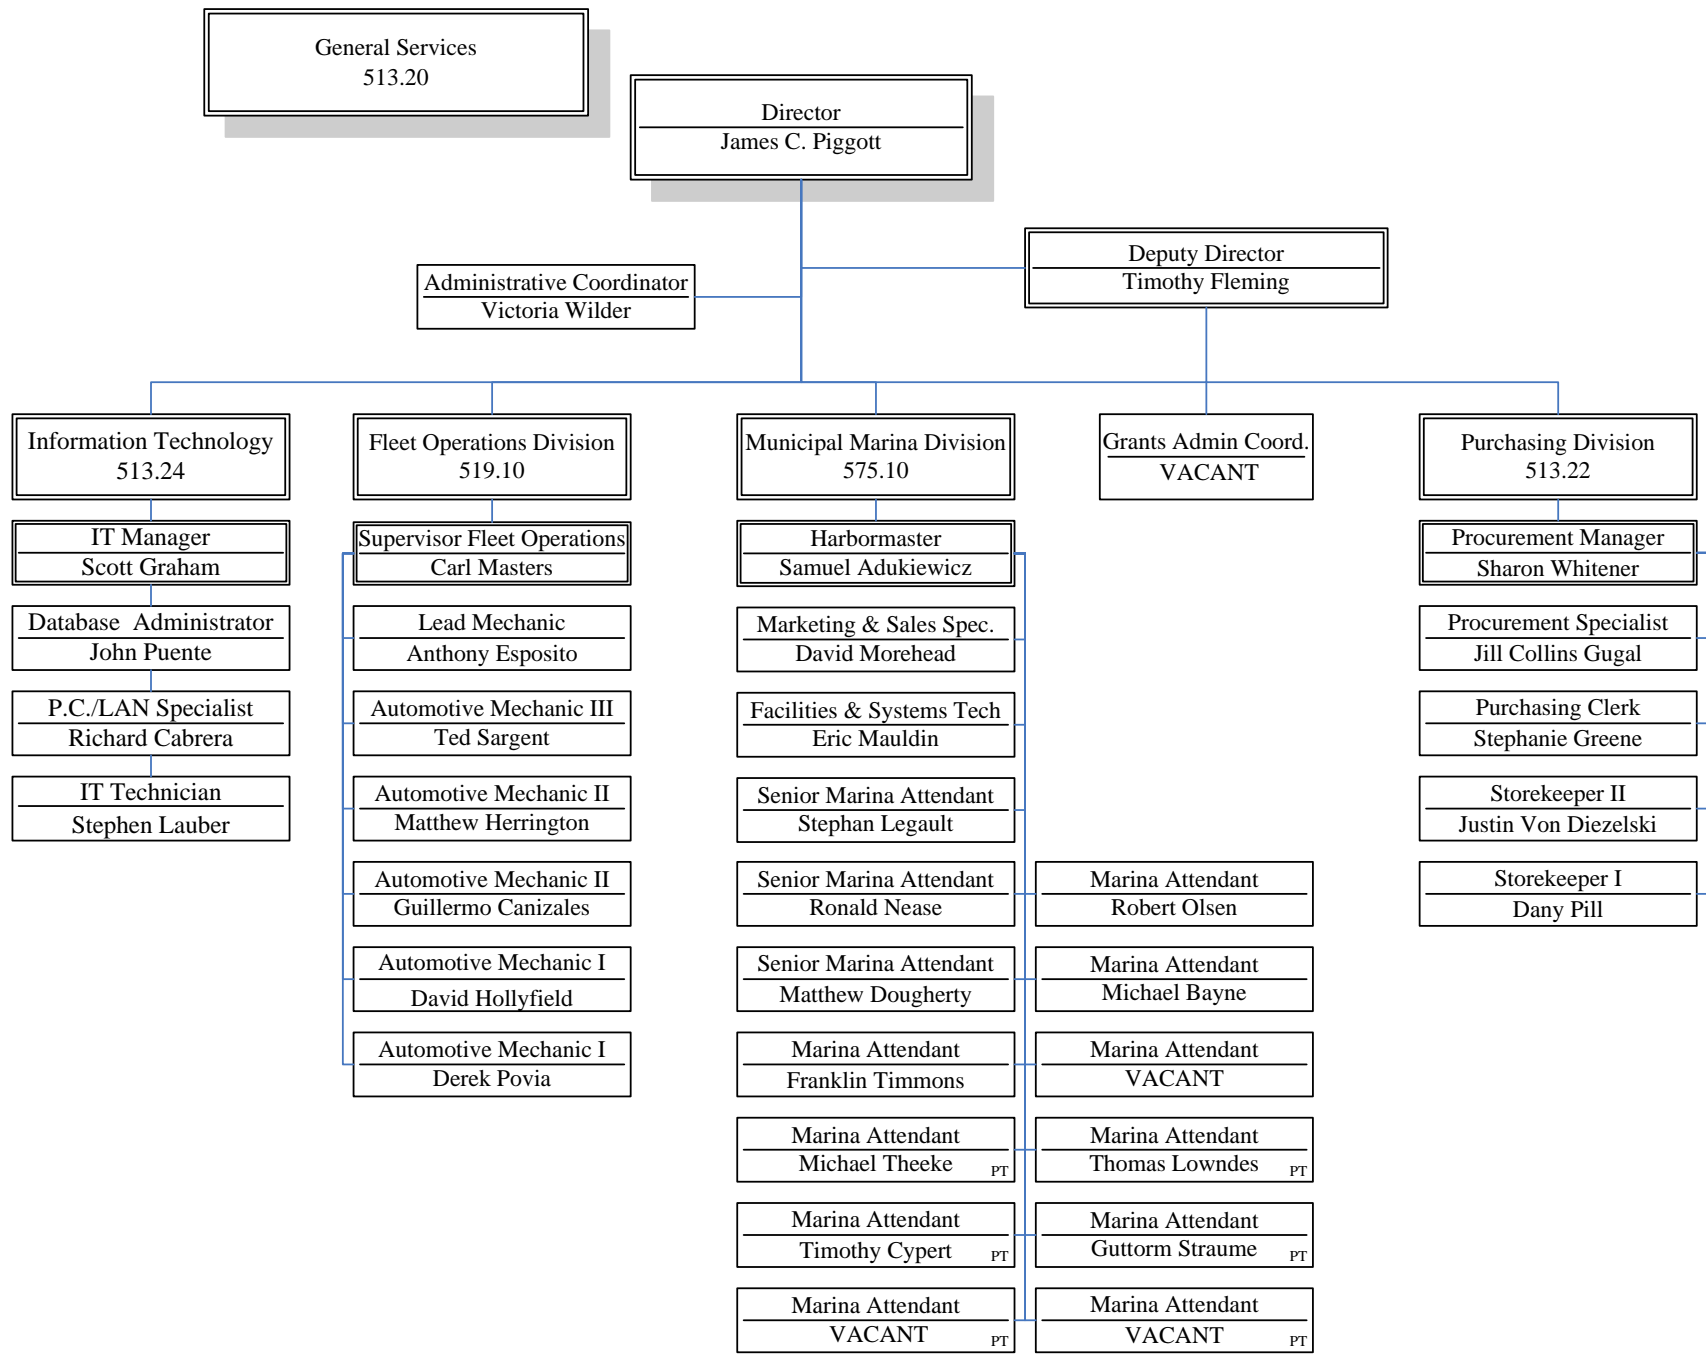 General Services
513.20
Director
James C. Piggott
Deputy Director
Timothy Fleming
Administrative Coordinator
Victoria Wilder
Information Technology
513.24
IT Manager
Scott Graham
Database  Administrator
John Puente
P.C./LAN Specialist
Richard Cabrera
IT Technician
Stephen Lauber
Fleet Operations Division
519.10
Supervisor Fleet Operations
Carl Masters
Lead Mechanic
Anthony Esposito
Automotive Mechanic III
Ted Sargent
Automotive Mechanic II
Matthew Herrington
Automotive Mechanic II
Guillermo Canizales
Automotive Mechanic I
David Hollyfield
Automotive Mechanic I
Derek Povia
Municipal Marina Division
575.10
Harbormaster
Samuel Adukiewicz
Marketing & Sales Spec.
David Morehead
Facilities & Systems Tech
Eric Mauldin
Senior Marina Attendant
Stephan Legault
Senior Marina Attendant
Ronald Nease
Senior Marina Attendant
Matthew Dougherty
Marina Attendant
Franklin Timmons
Marina Attendant
Michael Theeke PT
Marina Attendant
Timothy Cypert PT
Marina Attendant
VACANT PT
Marina Attendant
Robert Olsen
Marina Attendant
Michael Bayne
Marina Attendant
VACANT
Marina Attendant
Thomas Lowndes PT
Marina Attendant
Guttorm Straume PT
Marina Attendant
VACANT PT
Grants Admin Coord.
VACANT
Purchasing Division
513.22
Procurement Manager
Sharon Whitener
Procurement Specialist
Jill Collins Gugal
Purchasing Clerk
Stephanie Greene
Storekeeper II
Justin Von Diezelski
Storekeeper I
Dany Pill